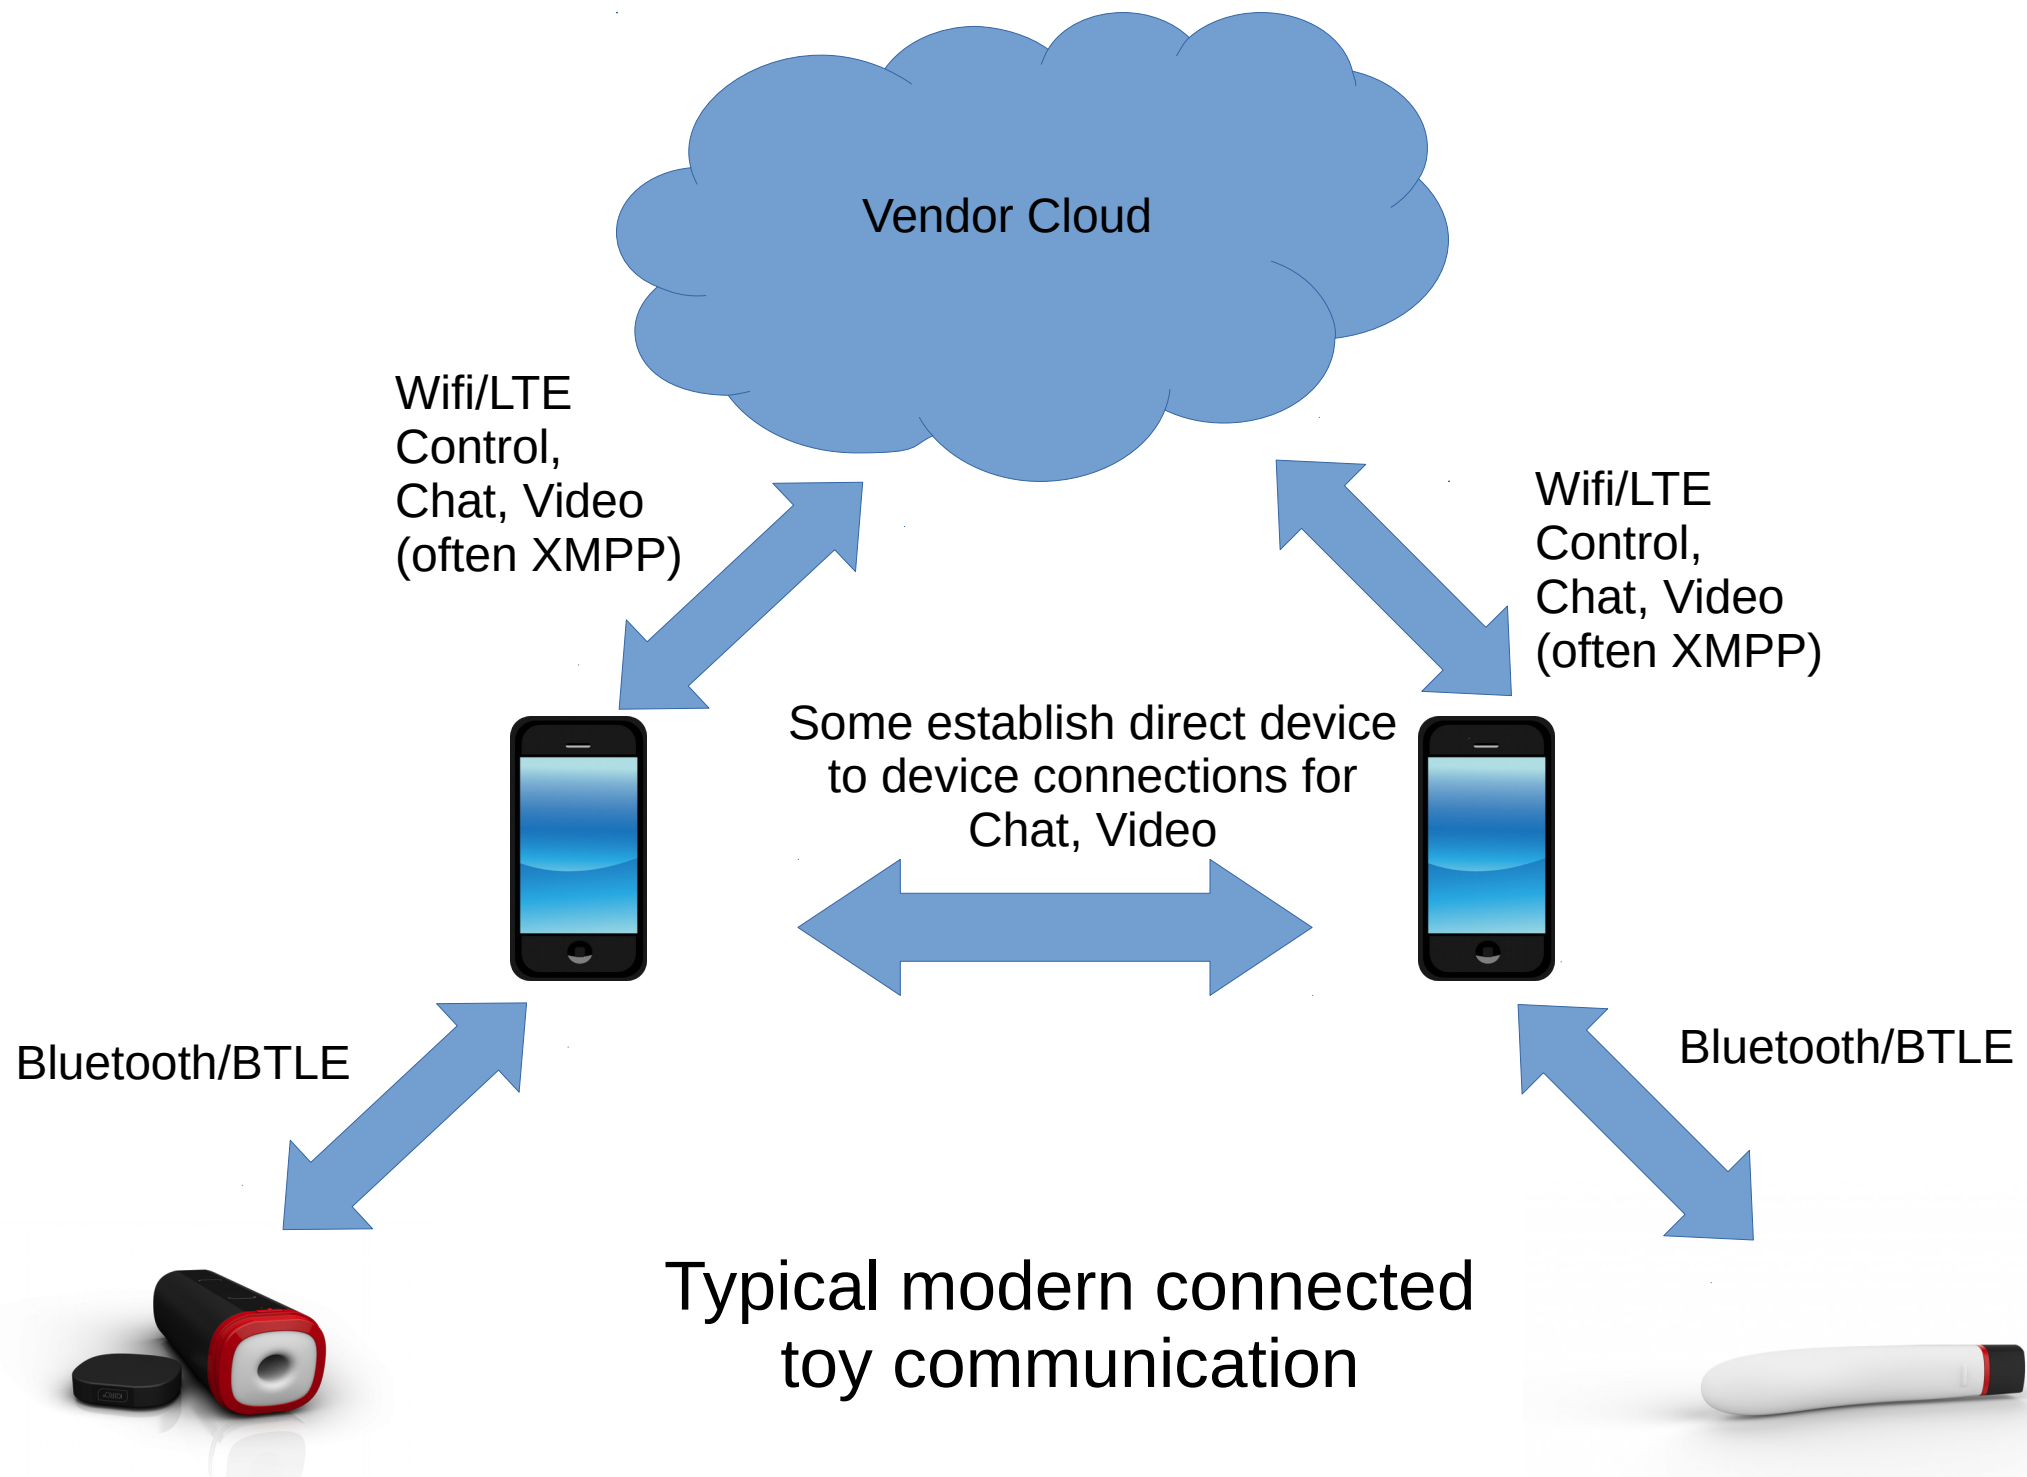 Vendor Cloud
Wifi/LTE
Control,
Chat, Video
(often XMPP)
Wifi/LTE
Control,
Chat, Video
(often XMPP)
Some establish direct device
to device connections for
Chat, Video
Bluetooth/BTLE
Bluetooth/BTLE
Typical modern connected
toy communication